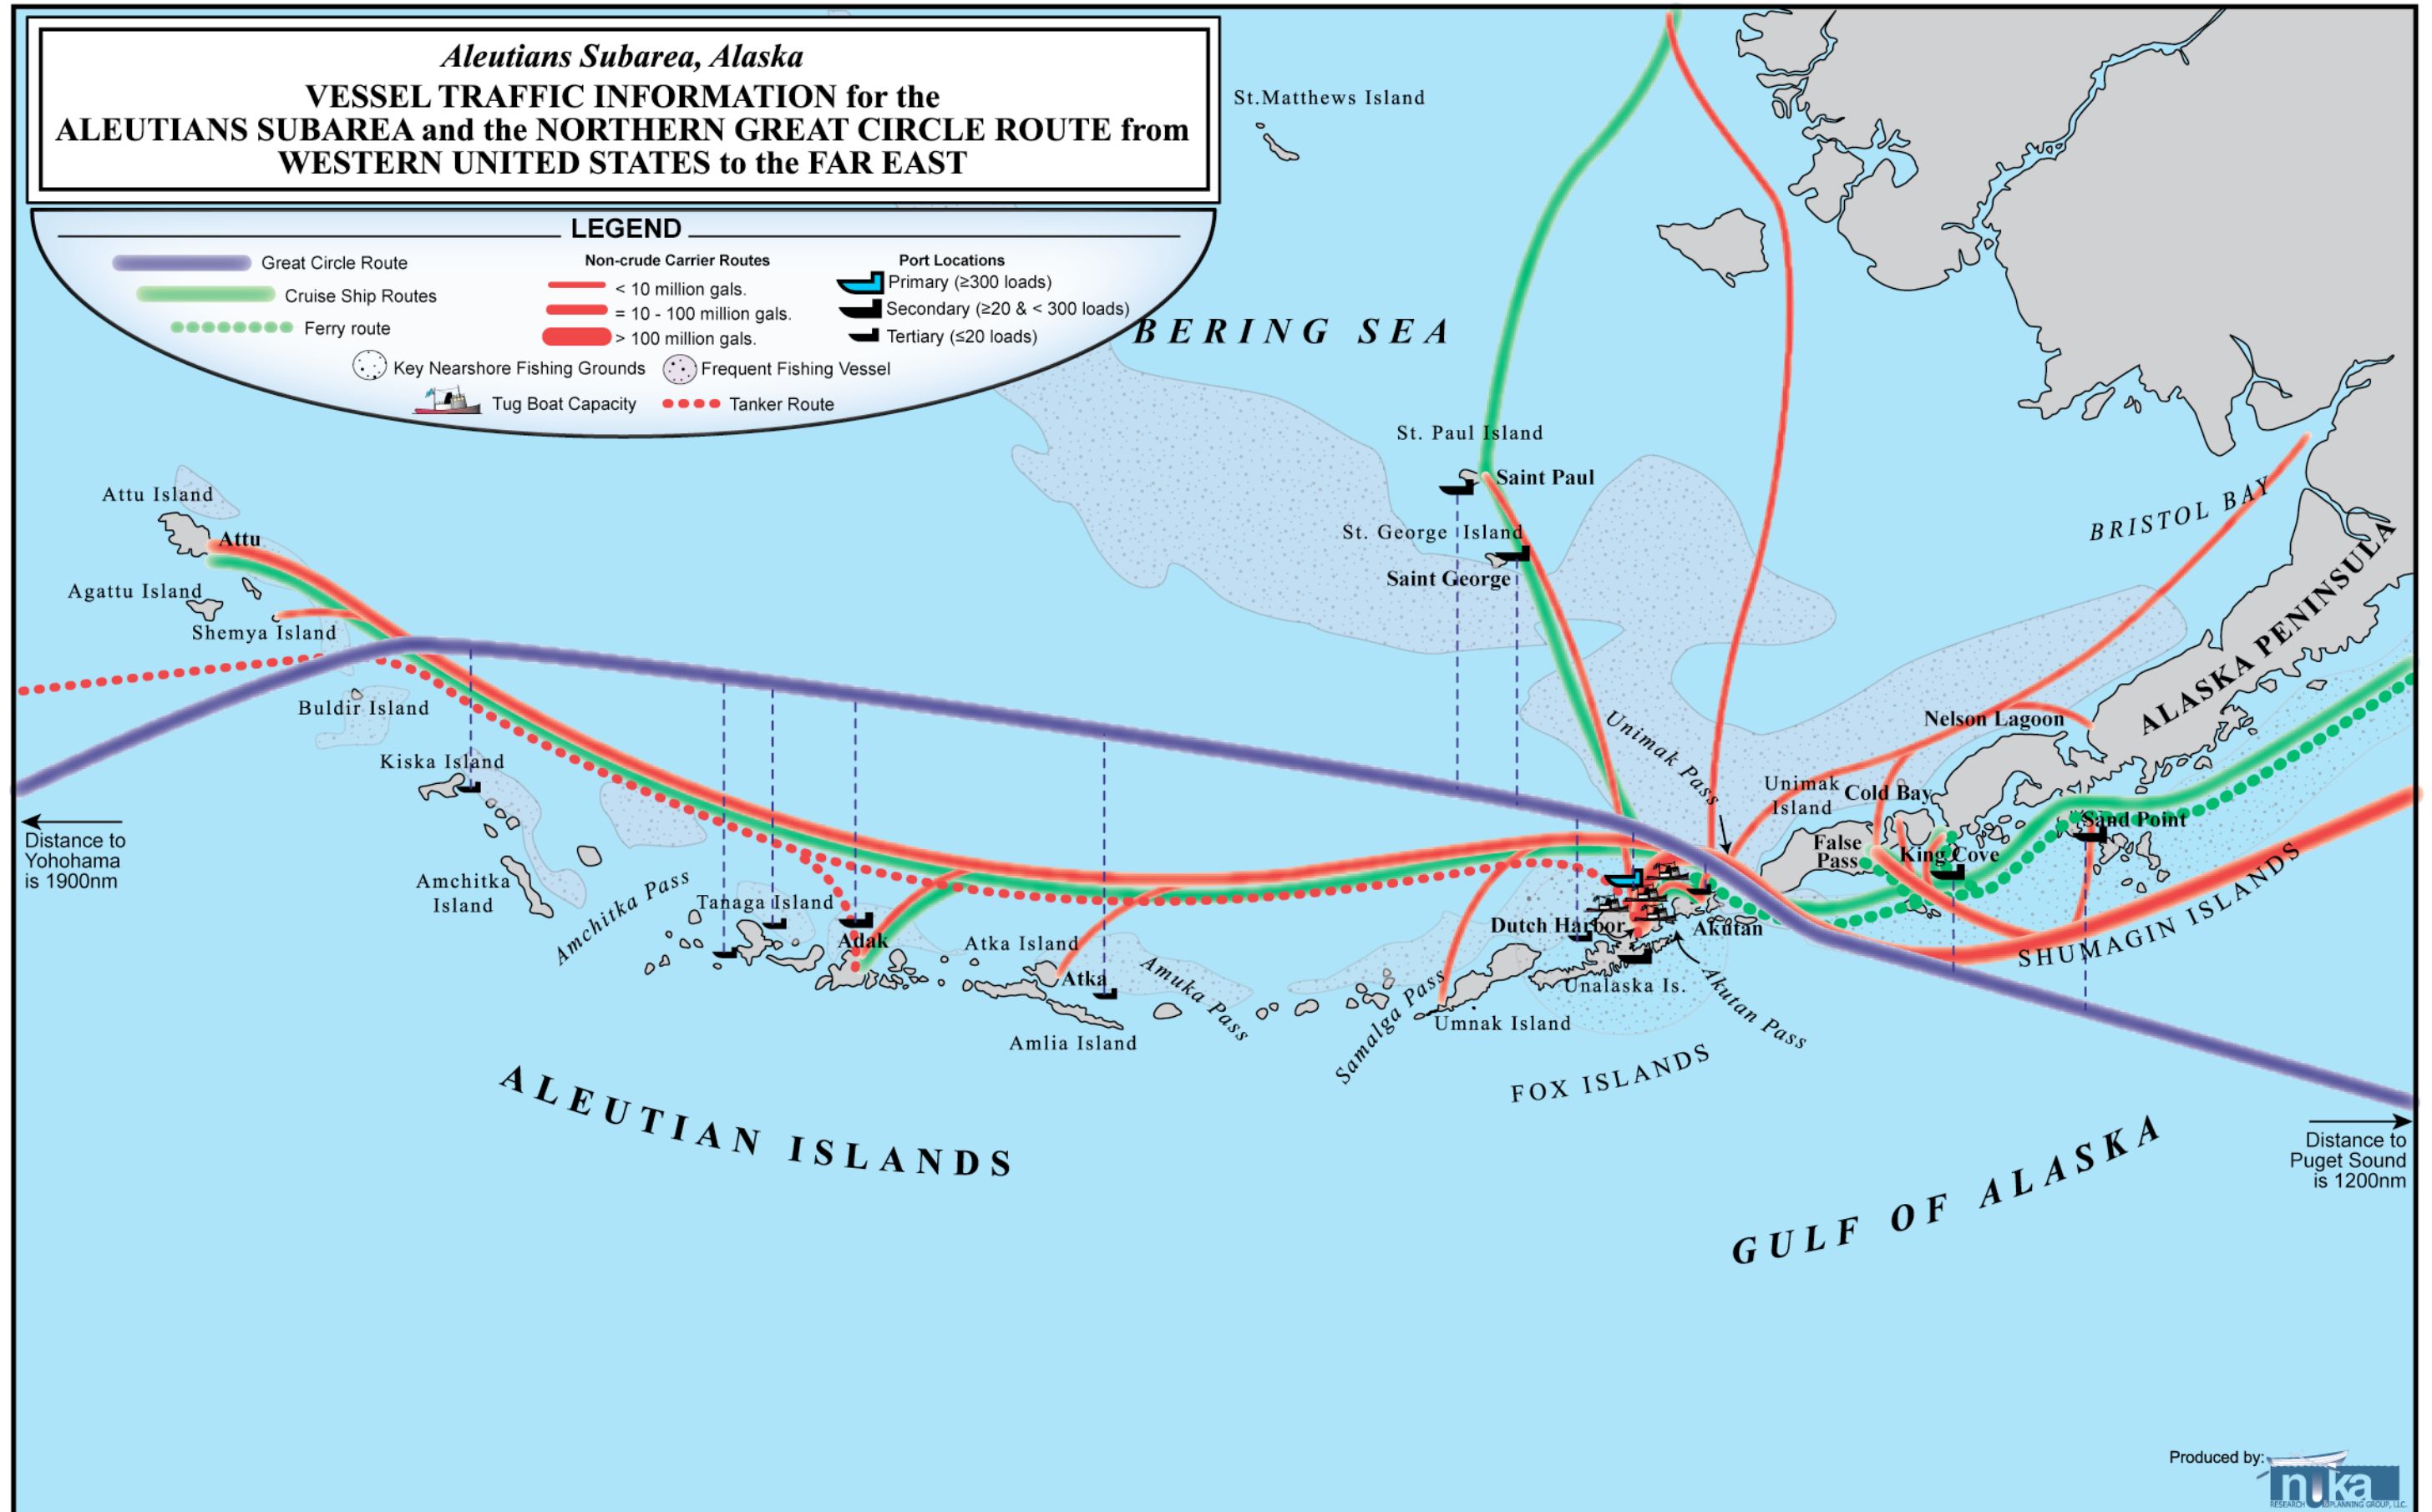 Aleutians Subarea, Alaska
VESSEL TRAFFIC INFORMATION for the
ALEUTIANS SUBAREA and the NORTHERN GREAT CIRCLE ROUTE from
WESTERN UNITED STATES to the FAR EAST
LEGEND
Great Circle Route
Cruise Ship Routes
Ferry route
Non-crude Carrier Routes
< 10 million gals.
= 10 - 100 million gals.
> 100 million gals.
Port Locations
Primary (≥300 loads)
Secondary (≥20 & < 300 loads)
Tertiary (≤20 loads)
Key Nearshore Fishing Grounds
Frequent Fishing Vessel
Tug Boat Capacity
Tanker Route
St.Matthews Island
BERING SEA
St. Paul Island
Saint Paul
St. George Island
Saint George
BRISTOL BAY
ALASKA PENINSULA
Attu Island
Attu
Agattu Island
Shemya Island
Buldir Island
Kiska Island
Distance to
Yohohama
is 1900nm
Amchitka
Island
Amchitka Pass
Tanaga Island
Adak
Atka Island
Atka
Amuka Pass
Amlia Island
Samalga Pass
Umnak Island
Dutch Harbor
Unalaska Is.
Akutan
Akutan Pass
Unimak Pass
Unimak
Island
Cold Bay
Nelson Lagoon
False
Pass
King Cove
Sand Point
SHUMAGIN ISLANDS
FOX ISLANDS
ALEUTIAN ISLANDS
GULF OF ALASKA
Distance to
Puget Sound
is 1200nm
Produced by:
nuka
RESEARCH & PLANNING GROUP, LLC.